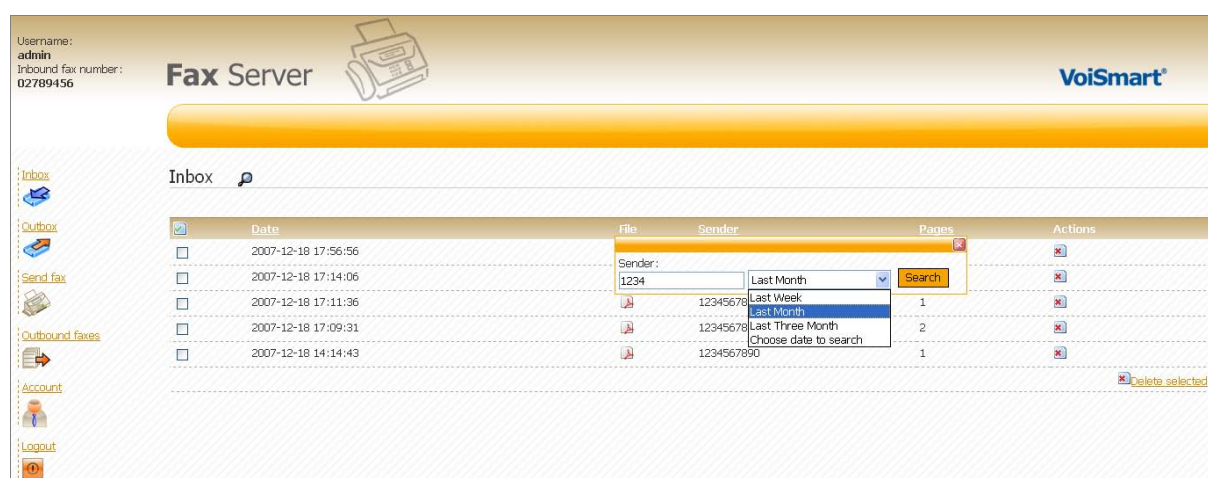 Username:
admin
Inbound fax number:
02789456
Fax Server
VoiSmart®
Inbox
Outbox
Send fax
Outbound faxes
Account
Logout
Inbox
Date File Sender Pages Actions
2007-12-18 17:56:56
Sender:
2007-12-18 17:14:06
1234 Last Month Search
Last Week
2007-12-18 17:11:36 12345678 1
Last Month
2007-12-18 17:09:31 12345678 Last Three Month 2
Choose date to search
2007-12-18 14:14:43 1234567890 1
Delete selected